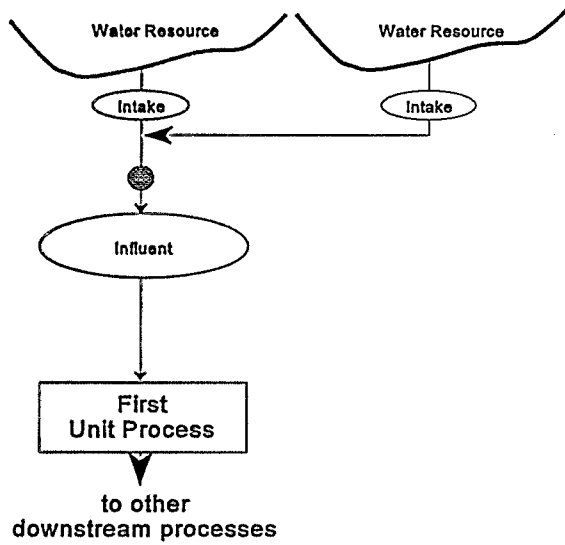 Water Resource
Water Resource
Intake
Intake
Influent
First
Unit Process
to other
downstream processes